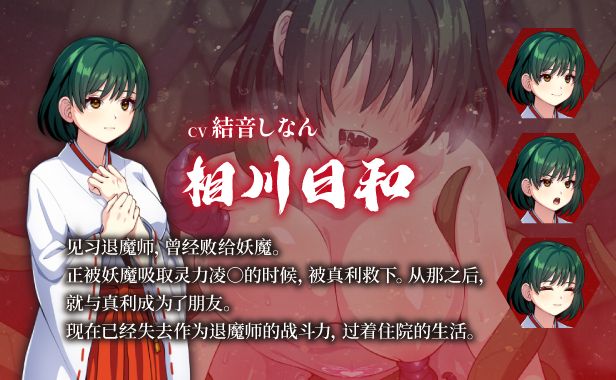 cv 結音しなん
相川日和
见习退魔师，曾经败给妖魔。
正被妖魔吸取灵力凌○的时候，被真利救下。从那之后，
就与真利成为了朋友。
现在已经失去作为退魔师的战斗力，过着住院的生活。